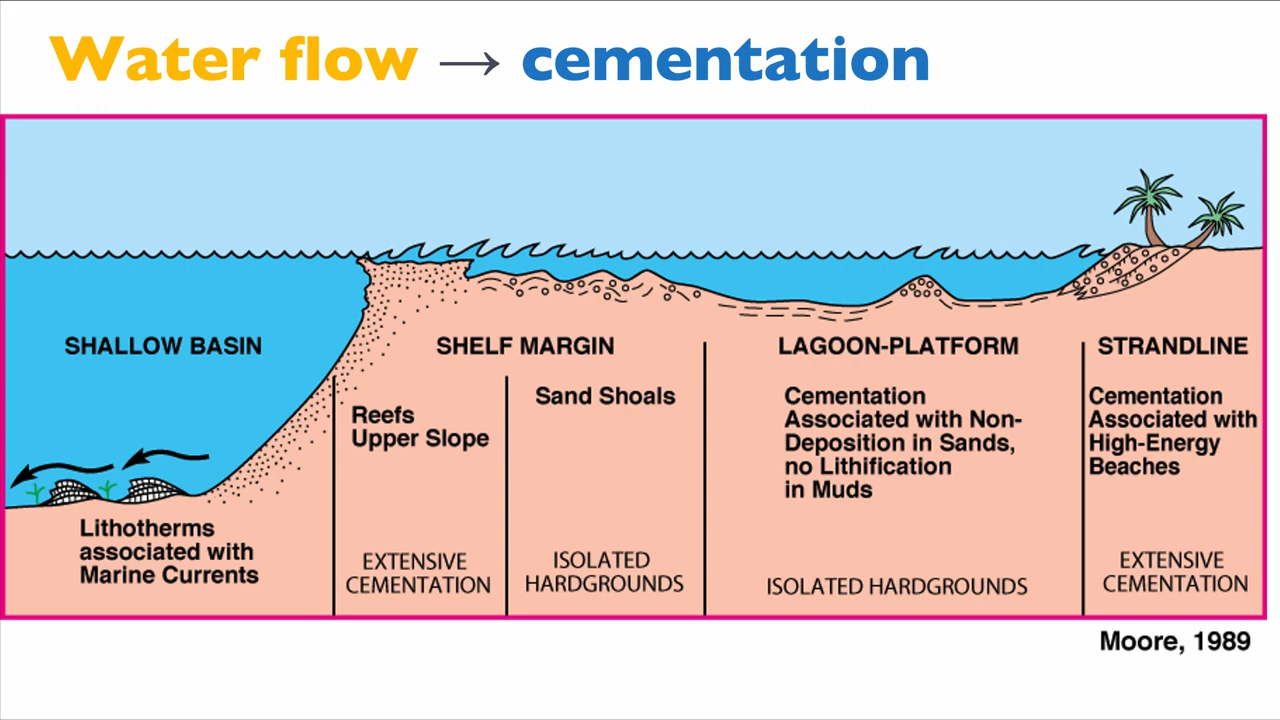 Water flow → cementation
SHALLOW BASIN
SHELF MARGIN
LAGOON-PLATFORM
STRANDLINE
Reefs
Upper Slope
Sand Shoals
Cementation
Associated with Non-
Deposition in Sands,
no Lithification
in Muds
Cementation
Associated with
High-Energy
Beaches
Lithotherms
associated with
Marine Currents
EXTENSIVE
CEMENTATION
ISOLATED
HARDGROUNDS
ISOLATED HARDGROUNDS
EXTENSIVE
CEMENTATION
Moore, 1989